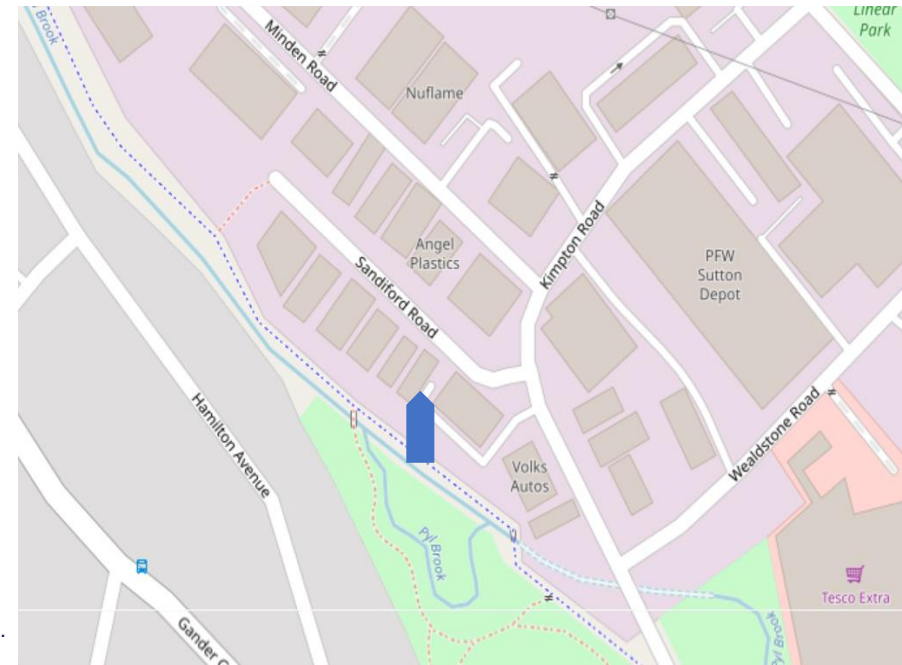 Linear
Park
Pyl Brook
Minden Road
Nuflame
Kimpton Road
Angel
Plastics
PFW
Sutton
Depot
Sandiford Road
Hamilton Avenue
Wealdstone Road
Volks
Autos
Pyl Brook
Tesco Extra
Pyl Brook
Gander
.